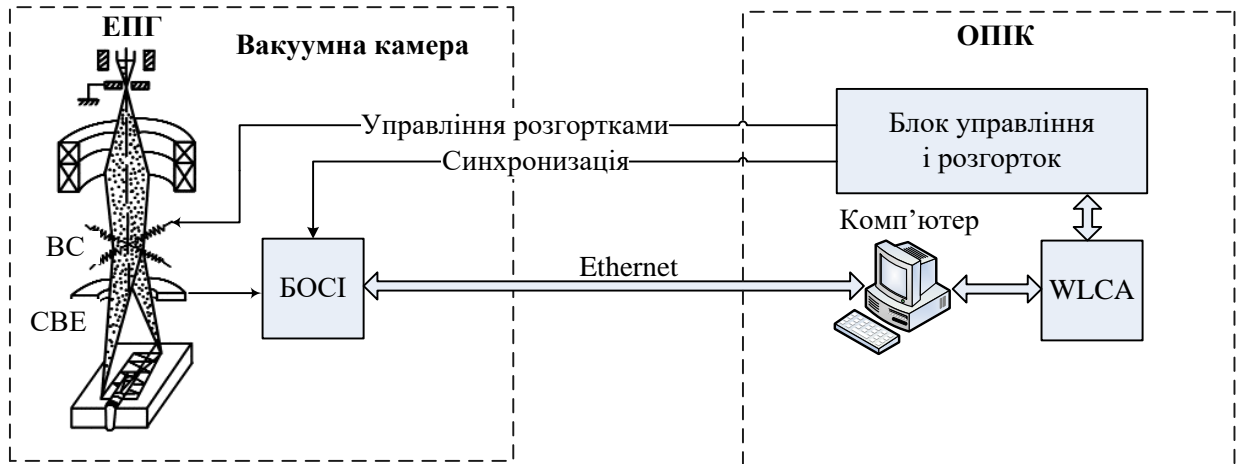 ЕПГ
Вакуумна камера
ОПІК
Управління розгортками
Синхронизація
Блок управління
і розгорток
ВС
БОСІ
СВЕ
Ethernet
Комп’ютер
WLCA